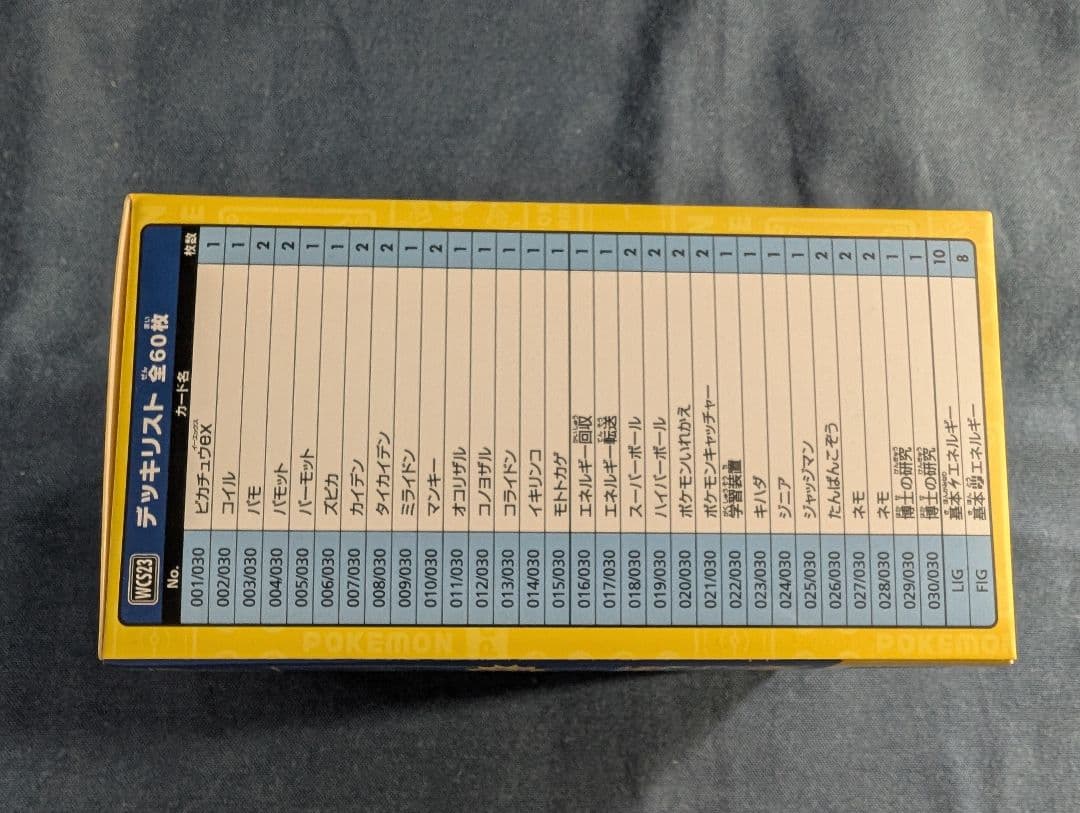 WCS23 デッキリスト 全60枚
No. カード名 枚数
001/030 ピカチュウex 1
002/030 コイル 1
003/030 パモ 2
004/030 パモット 2
005/030 パーモット 1
006/030 ズピカ 1
007/030 カイデン 2
008/030 タイカイデン 2
009/030 ミライドン 1
010/030 マンキー 2
011/030 オコリザル 1
012/030 コノヨザル 1
013/030 コライドン 1
014/030 イキリンコ 1
015/030 モトトカゲ 1
016/030 エネルギー回収 1
017/030 エネルギー転送 1
018/030 スーパーボール 2
019/030 ハイパーボール 2
020/030 ポケモンいれかえ 2
021/030 ポケモンキャッチャー 2
022/030 学習装置 1
023/030 キハダ 1
024/030 ジニア 1
025/030 ジャッジマン 1
026/030 たんぱんこぞう 2
027/030 ネモ 2
028/030 ネモ 2
029/030 博士の研究 1
030/030 博士の研究 1
LIG 基本エネルギー 10
FIG 基本エネルギー 8
POKEMON
POKEMON